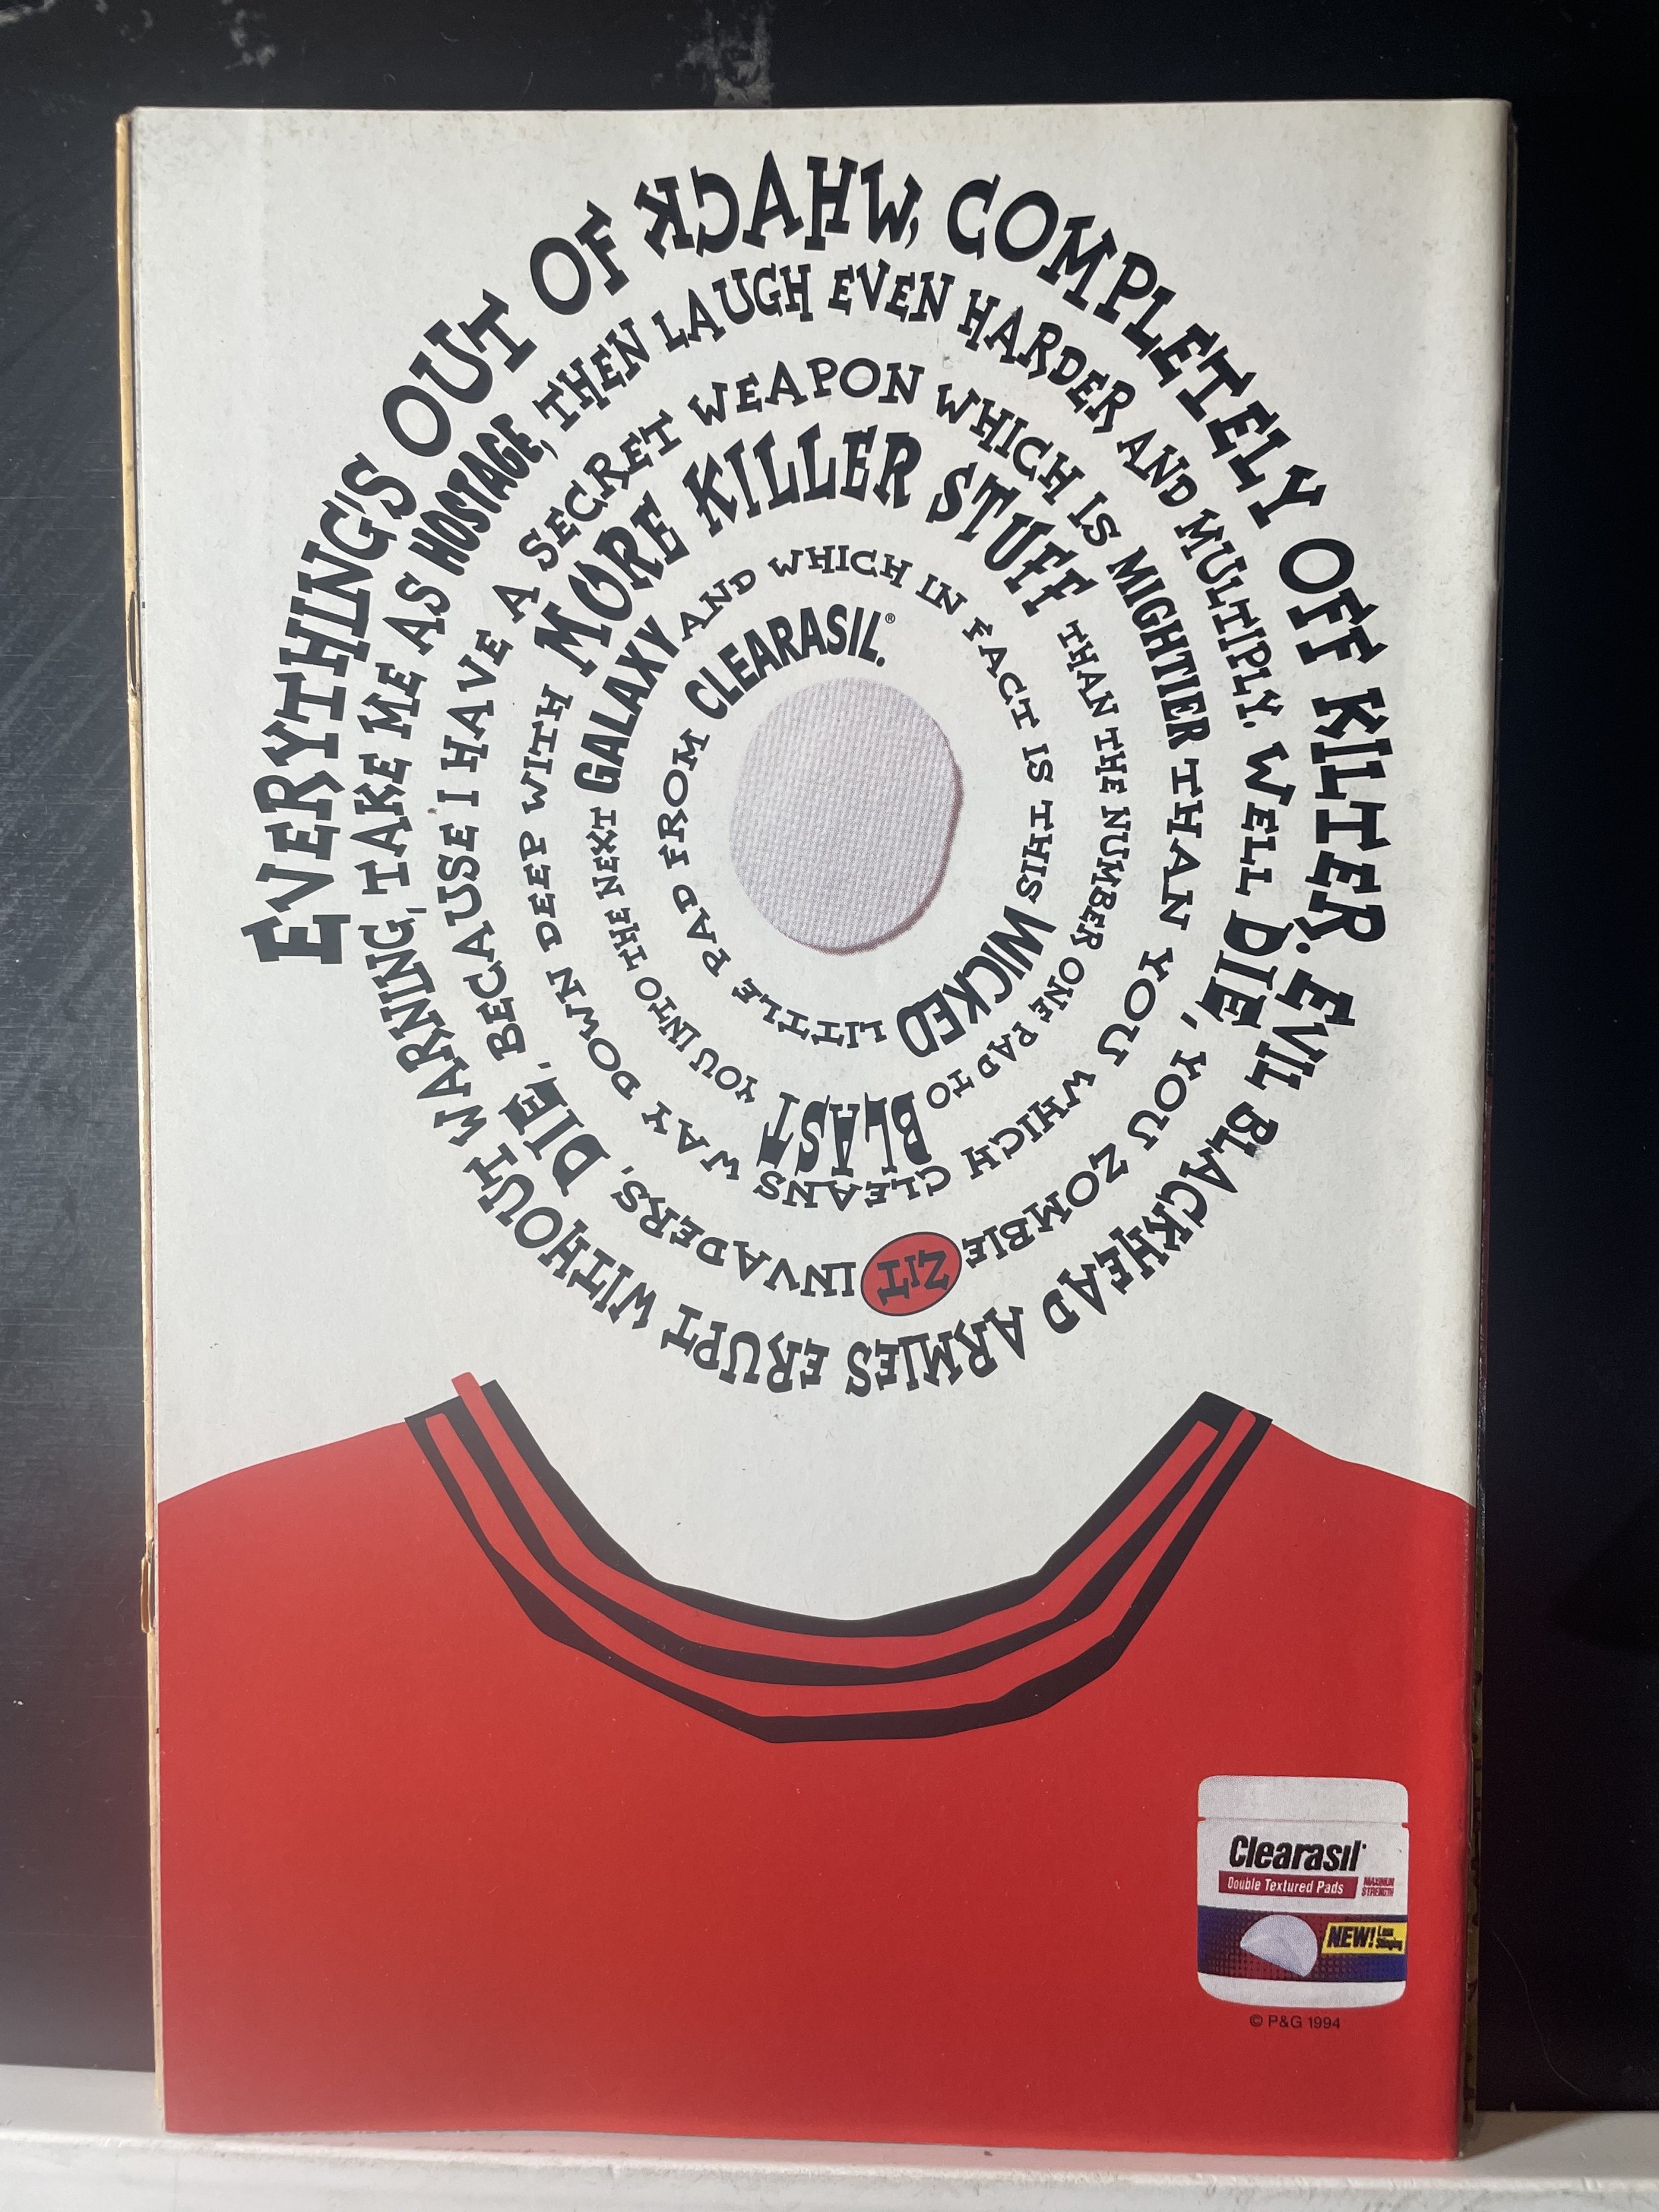 EVERYTHING'S OUT OF KCAHW, COMPLETELY OFF KILTER. EVIL BLACKHEAD ARMIES ERUPT WITHOUT WARNING, TAKE ME AS HOSTAGE, THEN LAUGH EVEN HARDER AND MULTIPLY. WELL DIE, YOU ZOMBIE ZIT INVADERS, DIE, BECAUSE I HAVE A SECRET WEAPON WHICH IS MIGHTIER THAN YOU WHICH CLEANS WAY DOWN DEEP WITH MORE KILLER STUFF THAN THE NUMBER ONE PAD TO BLAST YOU INTO THE NEXT GALAXY AND WHICH IN FACT IS THIS WICKED LITTLE PAD FROM CLEARASIL®.
Clearasil
Double Textured Pads
MAXIMUM
STRENGTH
NEW! Less
Stinging
© P&G 1994